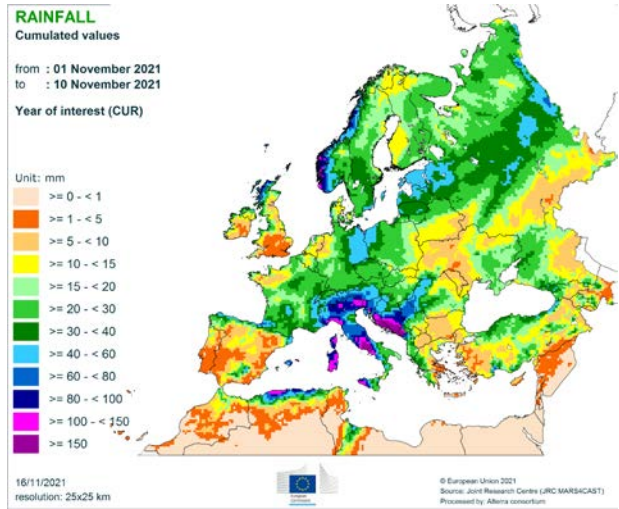 RAINFALL
Cumulated values
from : 01 November 2021
to : 10 November 2021
Year of interest (CUR)
Unit: mm
>= 0 - < 1
>= 1 - < 5
>= 5 - < 10
>= 10 - < 15
>= 15 - < 20
>= 20 - < 30
>= 30 - < 40
>= 40 - < 60
>= 60 - < 80
>= 80 - < 100
>= 100 - < 150
>= 150
16/11/2021
resolution: 25x25 km
European
Commission
© European Union 2021
Source: Joint Research Centre (JRC MARS4CAST)
Processed by: Alterra consortium